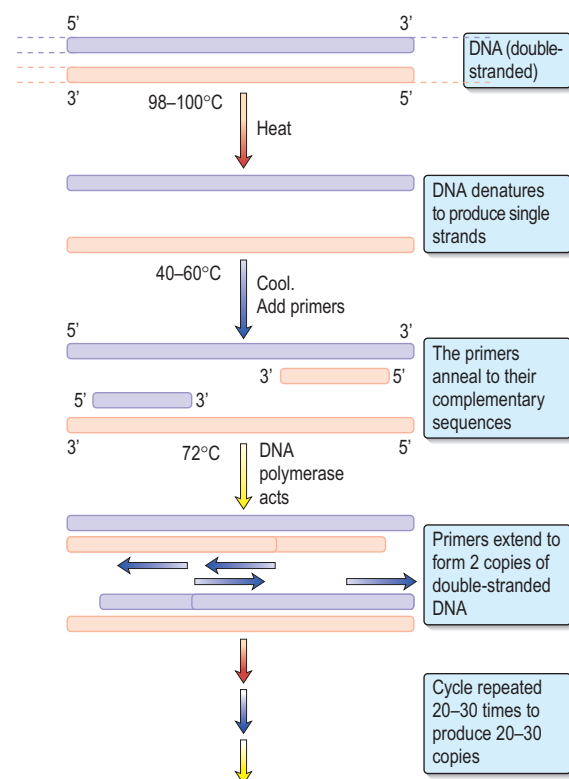 5’ 3’
DNA (double-
stranded)
3’ 5’
98–100°C
Heat
DNA denatures
to produce single
strands
40–60°C
Cool.
Add primers
5’ 3’
The primers
anneal to their
complementary
sequences
3’ 5’
5’ 3’
3’ 5’
72°C
DNA
polymerase
acts
Primers extend to
form 2 copies of
double-stranded
DNA
Cycle repeated
20–30 times to
produce 20–30
copies